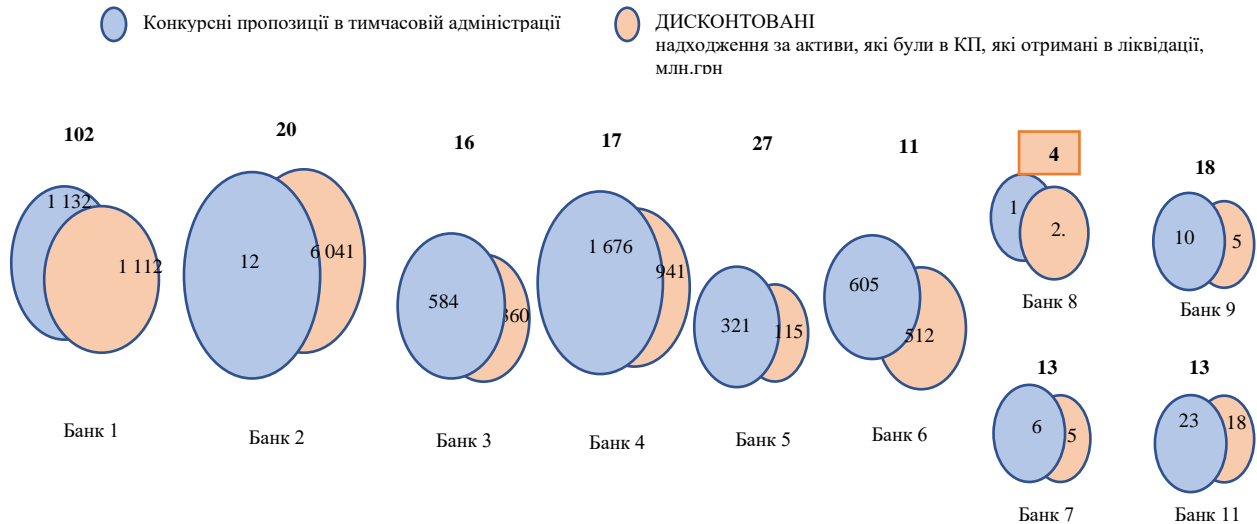 Конкурсні пропозиції в тимчасовій адміністрації
ДИСКОНТОВАНІ
надходження за активи, які були в КП, які отримані в ліквідації,
млн.грн
102
20
16
17
27
11
4
18
1 132
1 112
12
6 041
584
360
1 676
941
321
115
605
512
1
2.
10
5
Банк 8
Банк 9
13
13
6
5
23
18
Банк 1
Банк 2
Банк 3
Банк 4
Банк 5
Банк 6
Банк 7
Банк 11